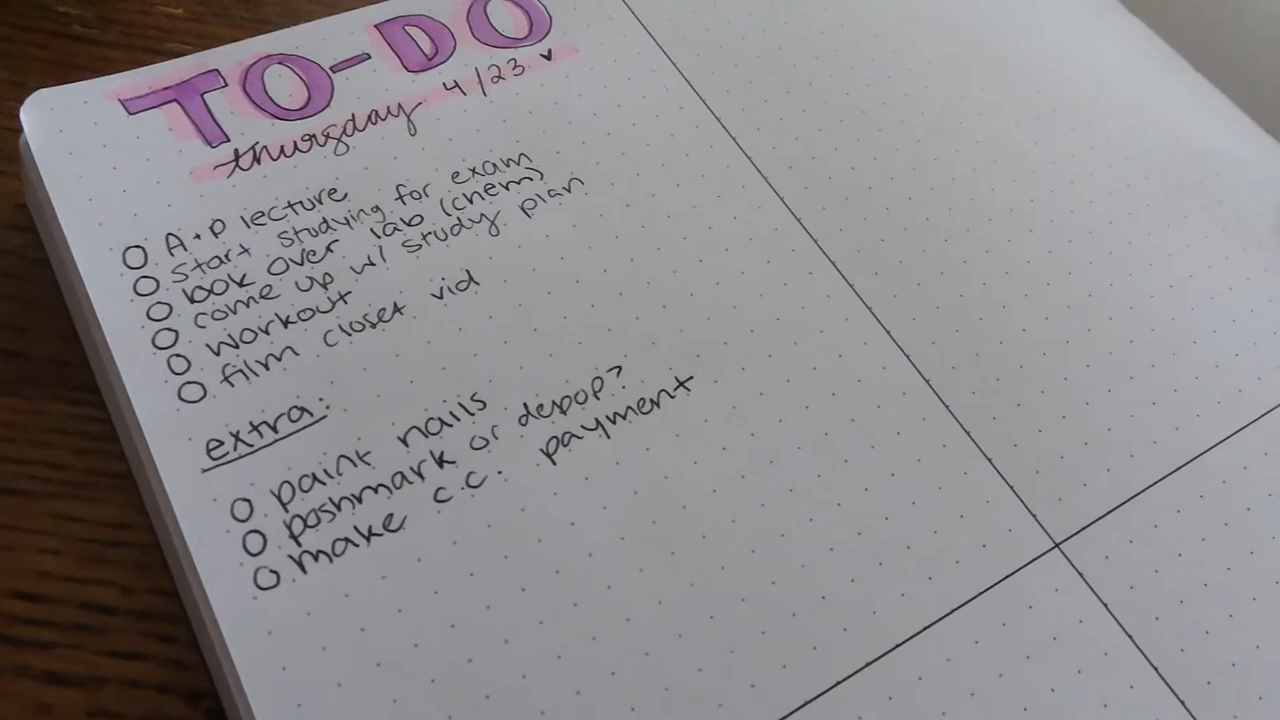 TO-DO
thursday 4/23
A+P lecture
start studying for exam
look over lab (chem)
come up w/ study plan
workout
film closet vid
extra:
paint nails
poshmark or depop?
make c.c. payment